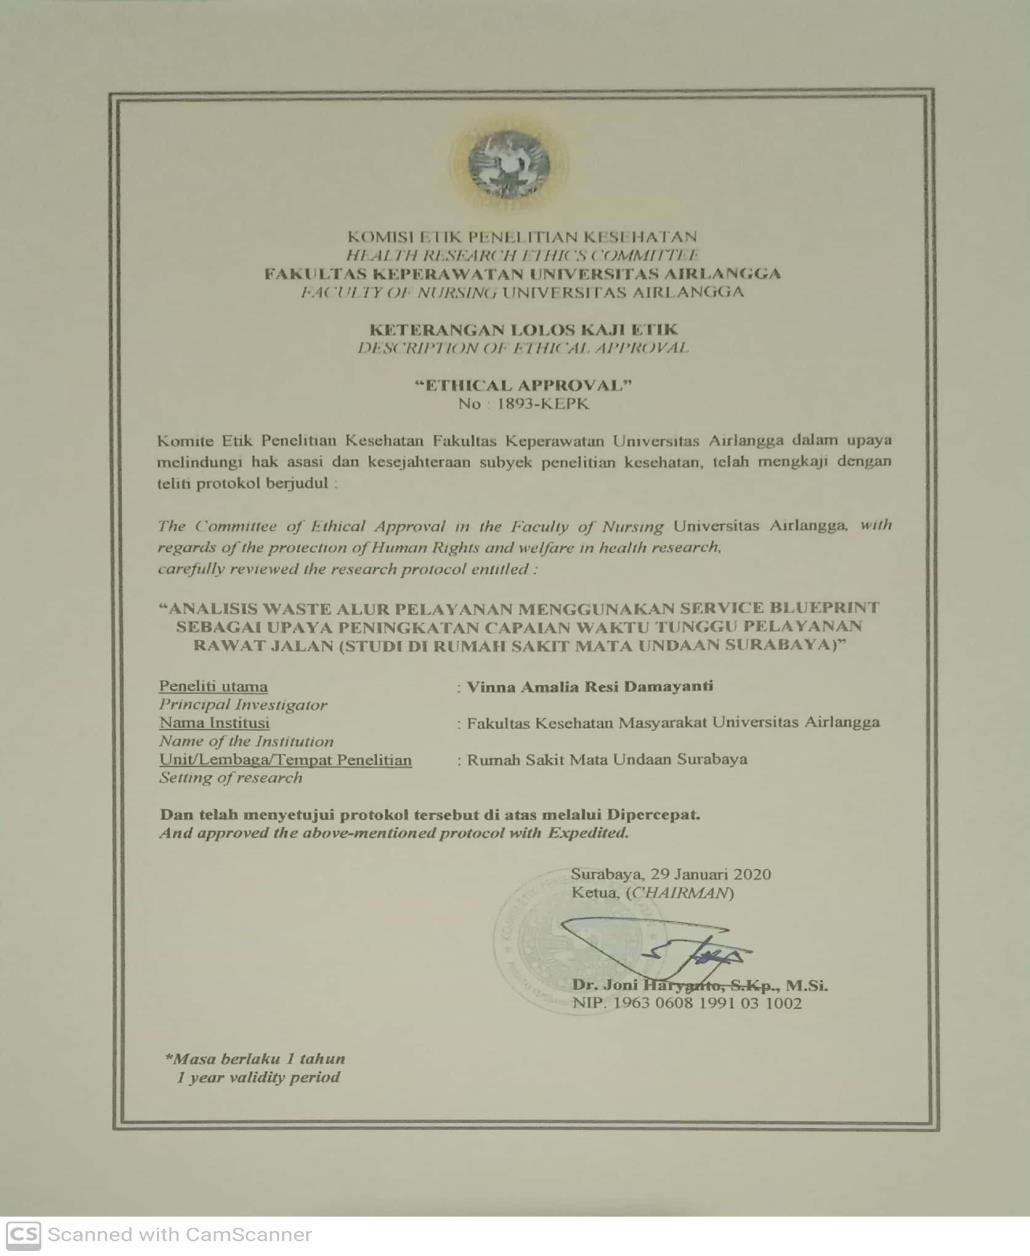 KOMISI ETIK PENELITIAN KESEHATAN
HEALTH RESEARCH ETHICS COMMITTEE
FAKULTAS KEPERAWATAN UNIVERSITAS AIRLANGGA
FACULTY OF NURSING UNIVERSITAS AIRLANGGA
KETERANGAN LOLOS KAJI ETIK
DESCRIPTION OF ETHICAL APPROVAL
“ETHICAL APPROVAL”
No : 1893-KEPK
Komite Etik Penelitian Kesehatan Fakultas Keperawatan Universitas Airlangga dalam upaya
melindungi hak asasi dan kesejahteraan subyek penelitian kesehatan, telah mengkaji dengan
teliti protokol berjudul :
The Committee of Ethical Approval in the Faculty of Nursing Universitas Airlangga, with
regards of the protection of Human Rights and welfare in health research,
carefully reviewed the research protocol entitled :
“ANALISIS WASTE ALUR PELAYANAN MENGGUNAKAN SERVICE BLUEPRINT
SEBAGAI UPAYA PENINGKATAN CAPAIAN WAKTU TUNGGU PELAYANAN
RAWAT JALAN (STUDI DI RUMAH SAKIT MATA UNDAAN SURABAYA)”
Peneliti utama : Vinna Amalia Resi Damayanti
Principal Investigator
Nama Institusi : Fakultas Kesehatan Masyarakat Universitas Airlangga
Name of the Institution
Unit/Lembaga/Tempat Penelitian : Rumah Sakit Mata Undaan Surabaya
Setting of research
Dan telah menyetujui protokol tersebut di atas melalui Dipercepat.
And approved the above-mentioned protocol with Expedited.
Surabaya, 29 Januari 2020
Ketua, (CHAIRMAN)
Dr. Joni Haryanto, S.Kp., M.Si.
NIP. 1963 0608 1991 03 1002
*Masa berlaku 1 tahun
1 year validity period
CS Scanned with CamScanner